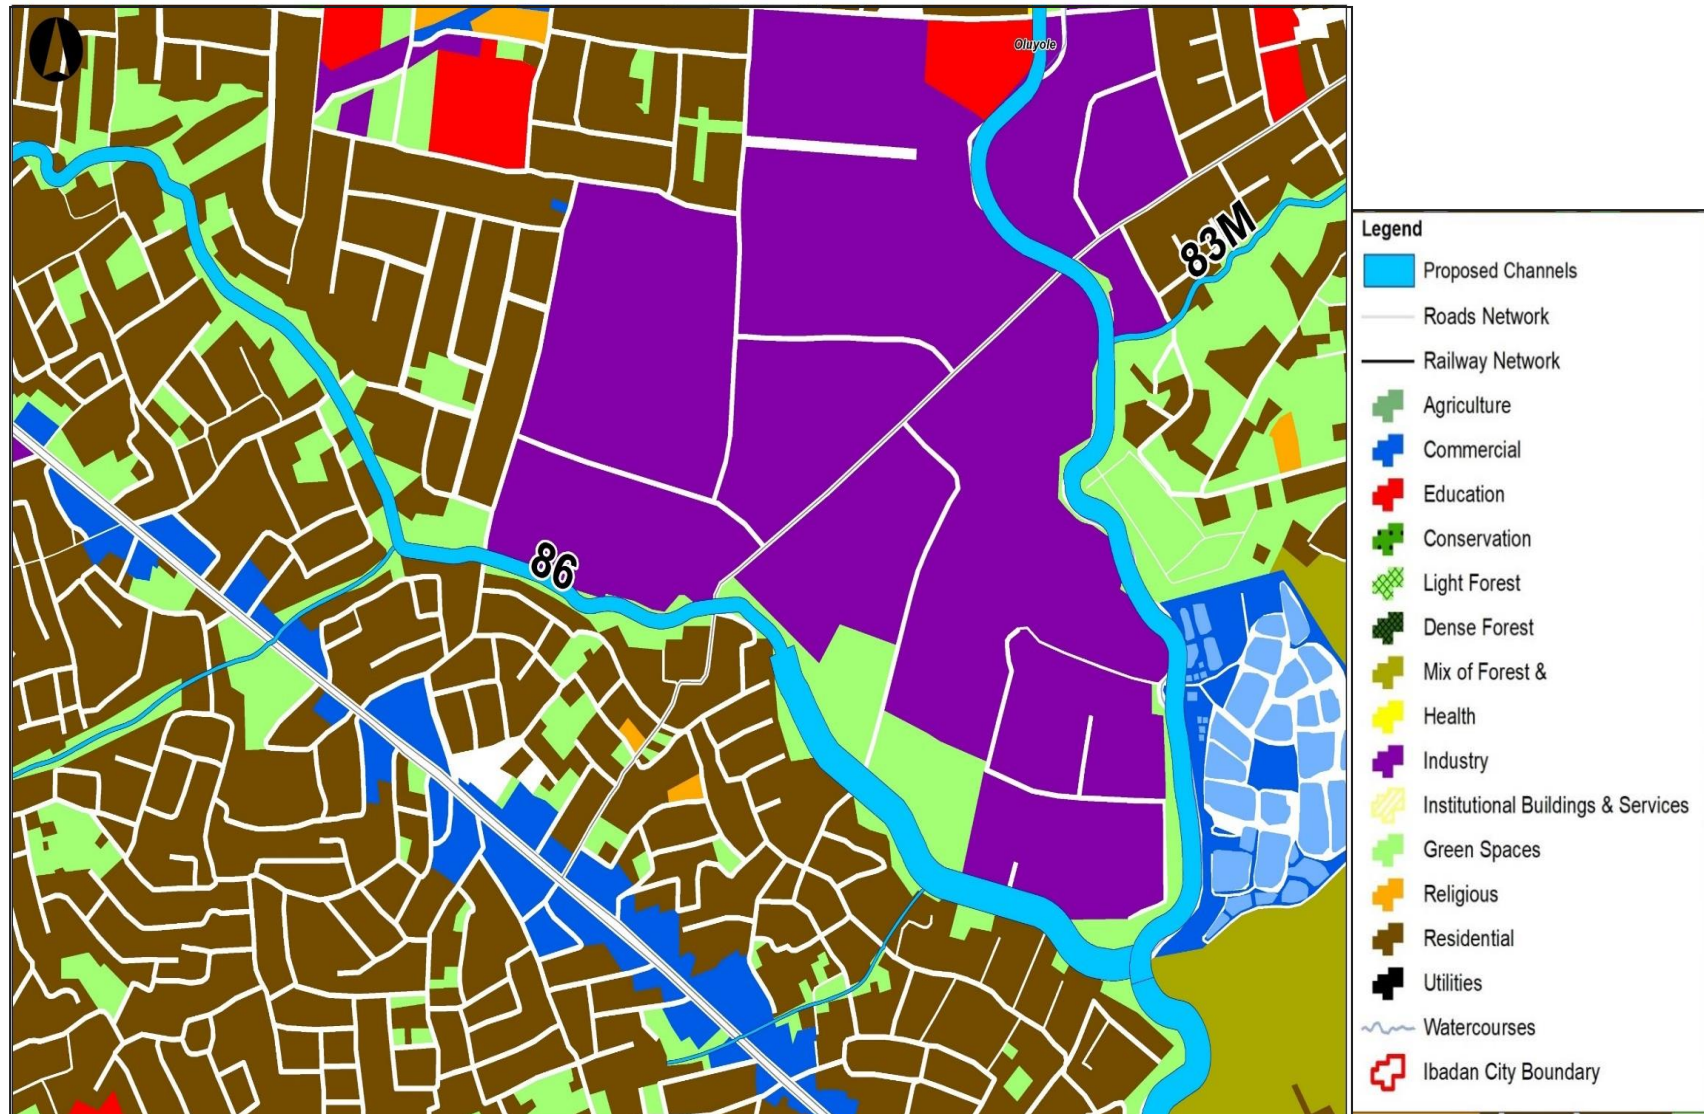 Oluyole
83M
86
Legend
Proposed Channels
Roads Network
Railway Network
Agriculture
Commercial
Education
Conservation
Light Forest
Dense Forest
Mix of Forest &
Health
Industry
Institutional Buildings & Services
Green Spaces
Religious
Residential
Utilities
Watercourses
Ibadan City Boundary